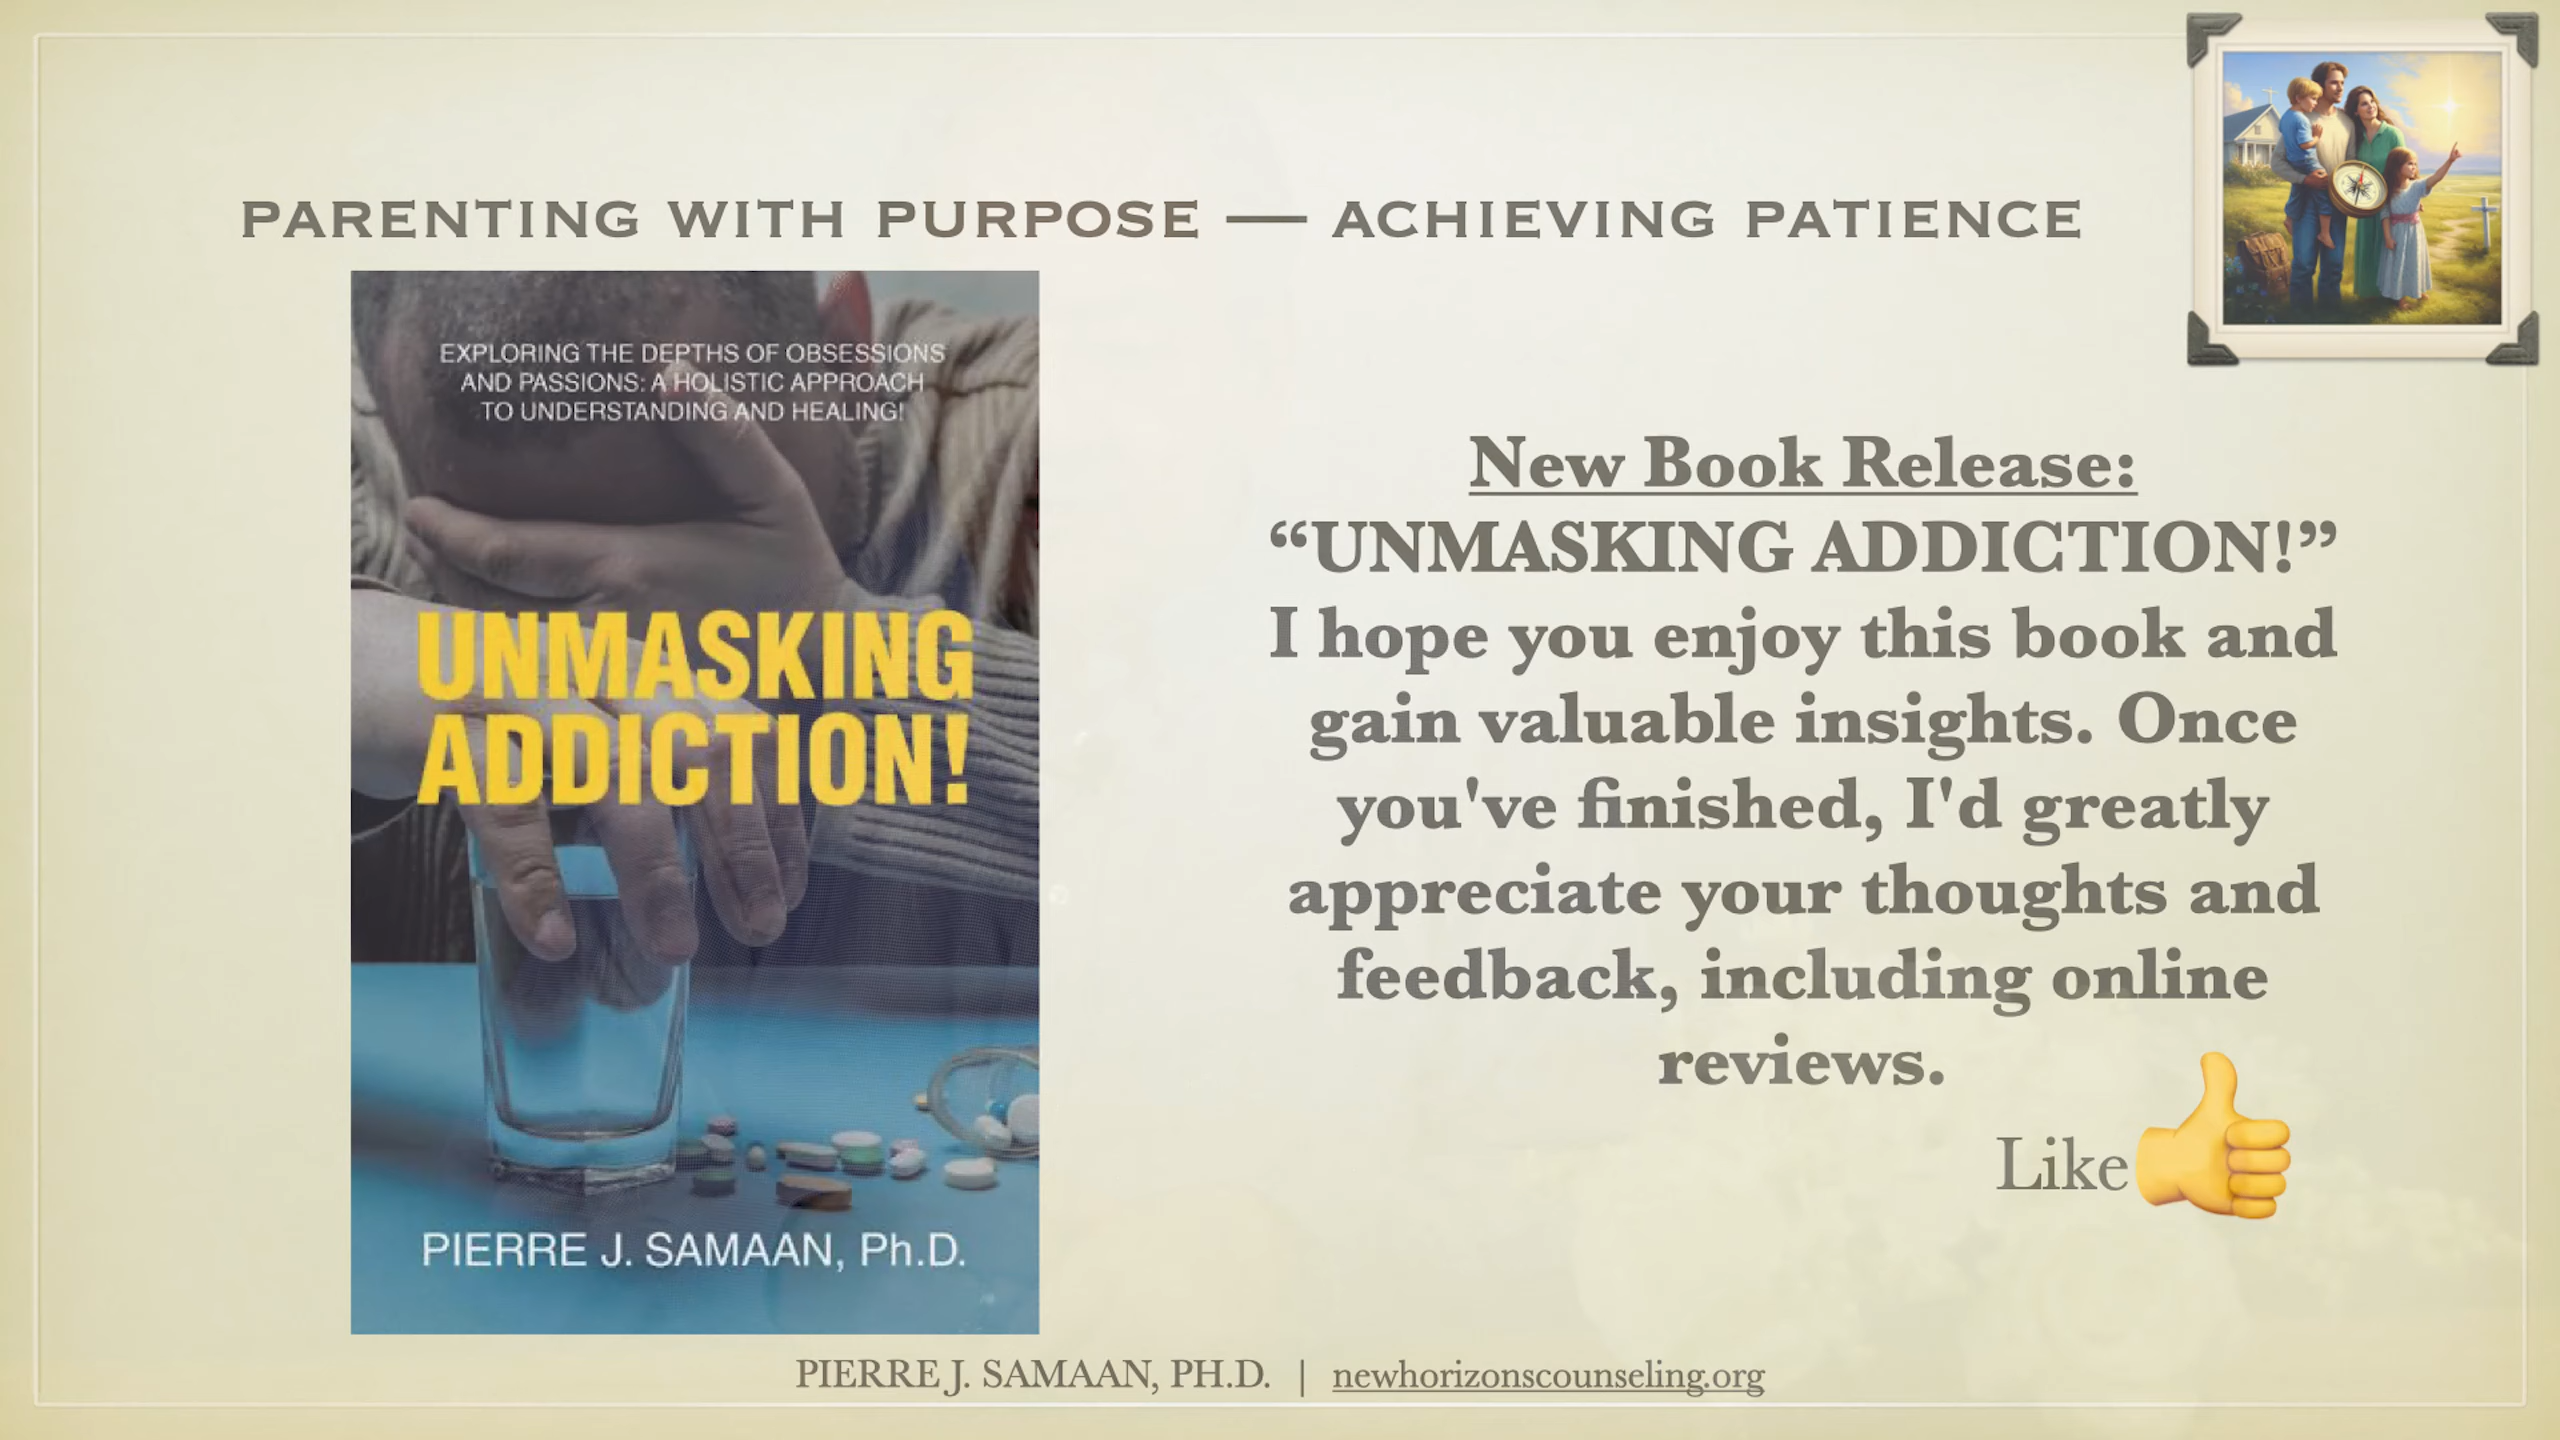 PARENTING WITH PURPOSE — ACHIEVING PATIENCE
EXPLORING THE DEPTHS OF OBSESSIONS
AND PASSIONS: A HOLISTIC APPROACH
TO UNDERSTANDING AND HEALING!
UNMASKING
ADDICTION!
PIERRE J. SAMAAN, Ph.D.
New Book Release:
“UNMASKING ADDICTION!”
I hope you enjoy this book and
gain valuable insights. Once
you've finished, I'd greatly
appreciate your thoughts and
feedback, including online
reviews.
Like
PIERRE J. SAMAAN, PH.D. | newhorizonscounseling.org